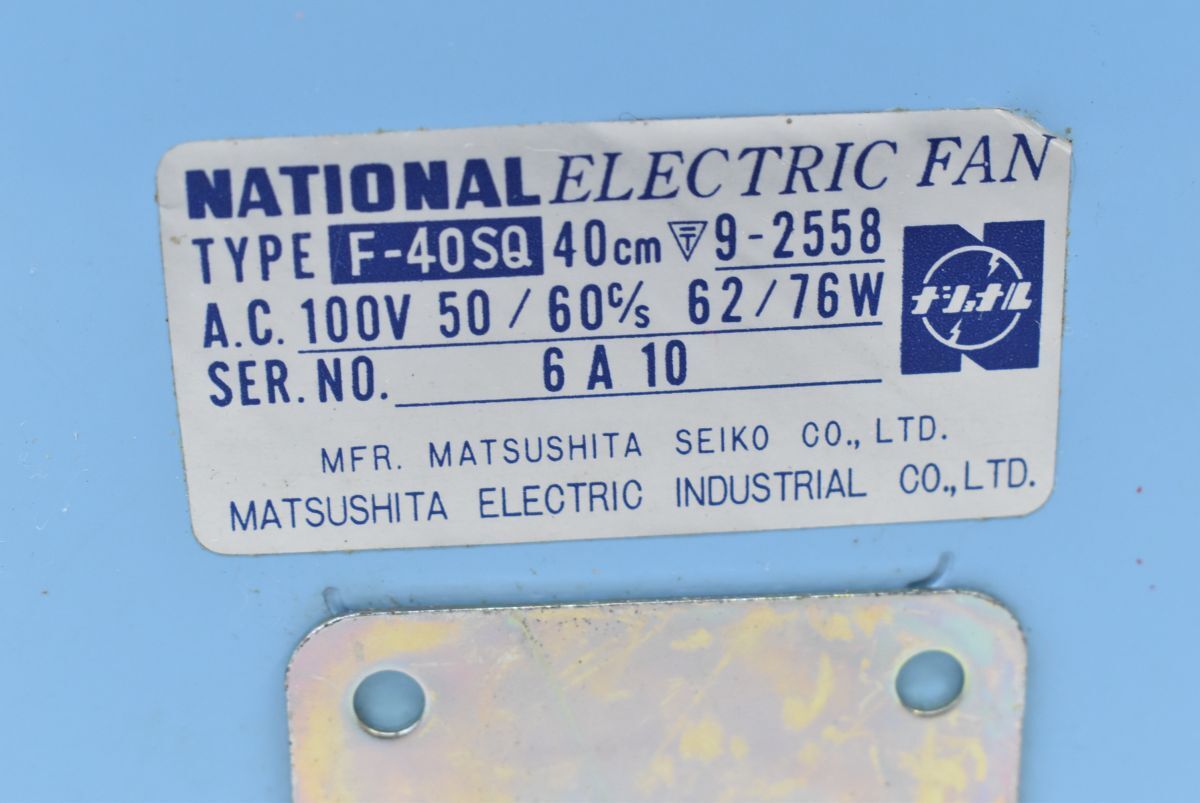 NATIONAL ELECTRIC FAN
TYPE F-40SQ 40cm 〒 9-2558
A.C. 100V 50/60c/s 62/76W
ナショナル
SER. NO. 6 A 10
MFR. MATSUSHITA SEIKO CO., LTD.
MATSUSHITA ELECTRIC INDUSTRIAL CO., LTD.